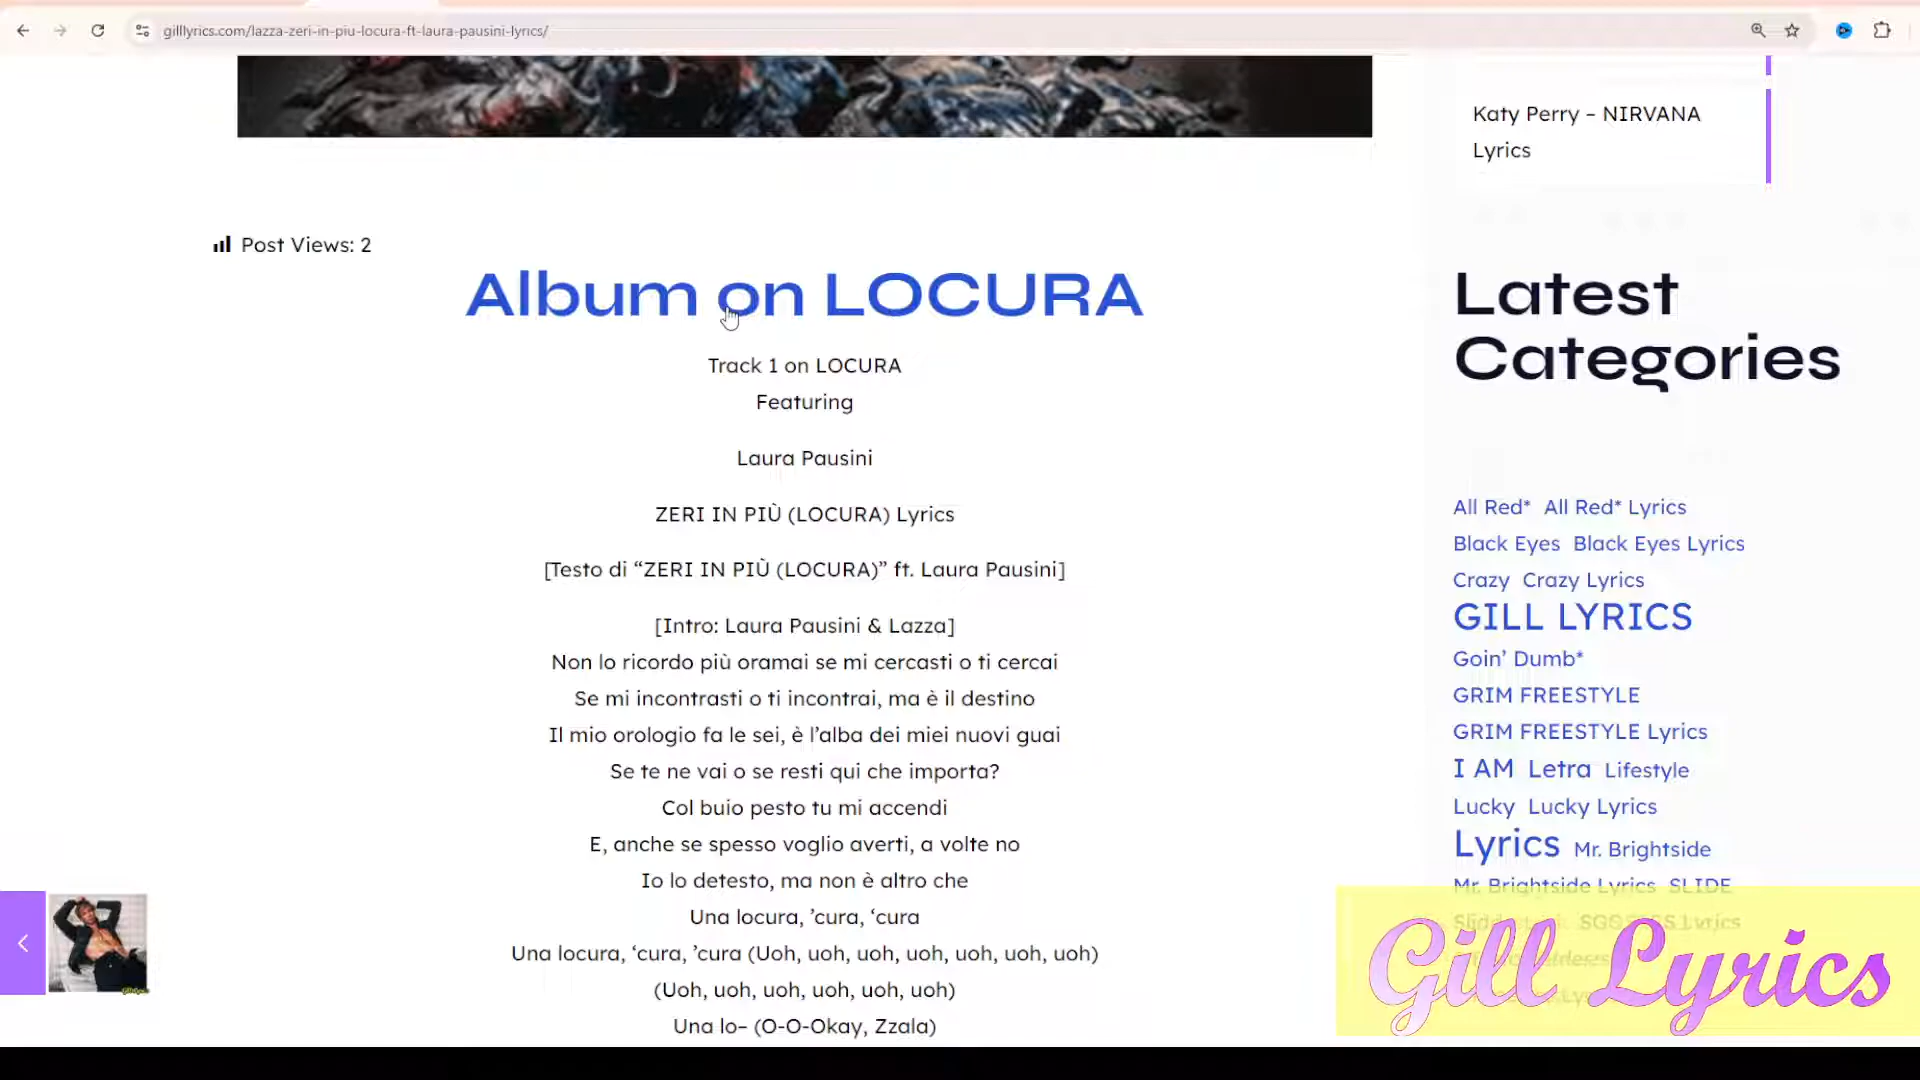 gilllyrics.com/lazza-zeri-in-piu-locura-ft-laura-pausini-lyrics/
Katy Perry – NIRVANA
Lyrics
Post Views: 2
Album on LOCURA
Track 1 on LOCURA
Featuring
Laura Pausini
ZERI IN PIÙ (LOCURA) Lyrics
[Testo di “ZERI IN PIÙ (LOCURA)” ft. Laura Pausini]
[Intro: Laura Pausini & Lazza]
Non lo ricordo più oramai se mi cercasti o ti cercai
Se mi incontrasti o ti incontrai, ma è il destino
Il mio orologio fa le sei, è l’alba dei miei nuovi guai
Se te ne vai o se resti qui che importa?
Col buio pesto tu mi accendi
E, anche se spesso voglio averti, a volte no
Io lo detesto, ma non è altro che
Una locura, ’cura, ‘cura
Una locura, ‘cura, ’cura (Uoh, uoh, uoh, uoh, uoh, uoh, uoh)
(Uoh, uoh, uoh, uoh, uoh, uoh)
Una lo– (O-O-Okay, Zzala)
Latest
Categories
All Red* All Red* Lyrics
Black Eyes Black Eyes Lyrics
Crazy Crazy Lyrics
GILL LYRICS
Goin’ Dumb*
GRIM FREESTYLE
GRIM FREESTYLE Lyrics
I AM Letra Lifestyle
Lucky Lucky Lyrics
Lyrics Mr. Brightside
Mr. Brightside Lyrics SLIDE
Gill Lyrics